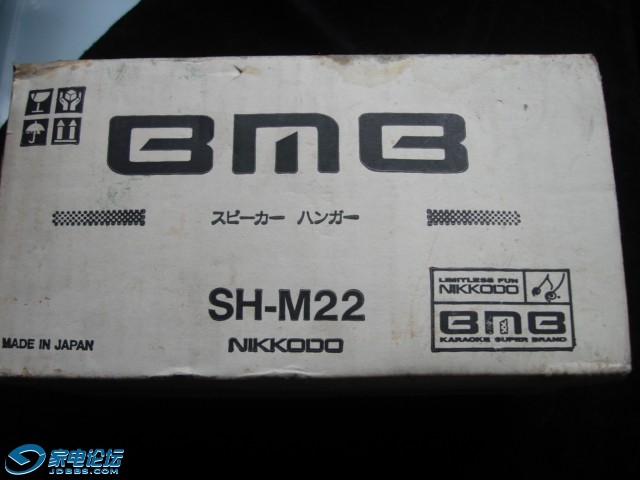 BMB
スピーカー ハンガー
SH-M22
NIKKODO
MADE IN JAPAN
LIMITLESS FUN
NIKKODO
BMB
KARAOKE SUPER BRAND
家电论坛
JDBBS.COM